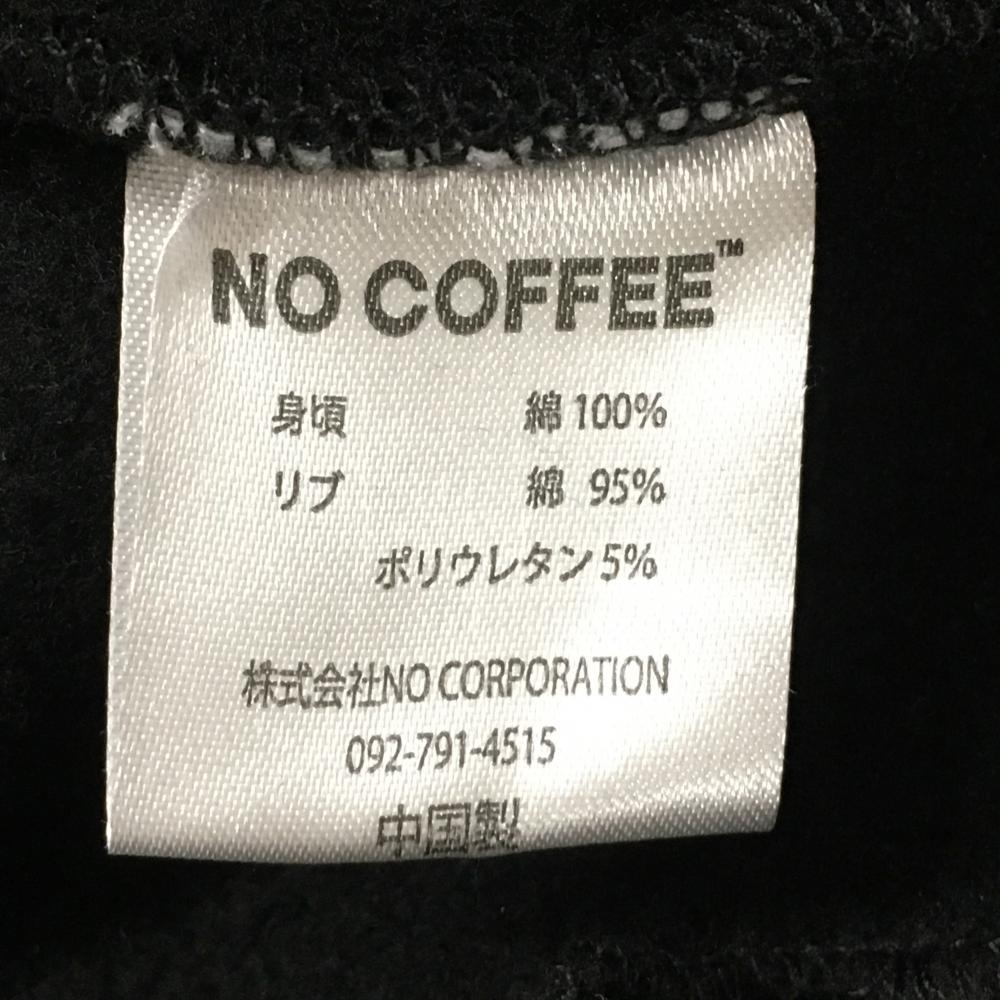 NO COFFEE™
身頃 綿 100%
リブ 綿 95%
ポリウレタン 5%
株式会社NO CORPORATION
092-791-4515
中国製